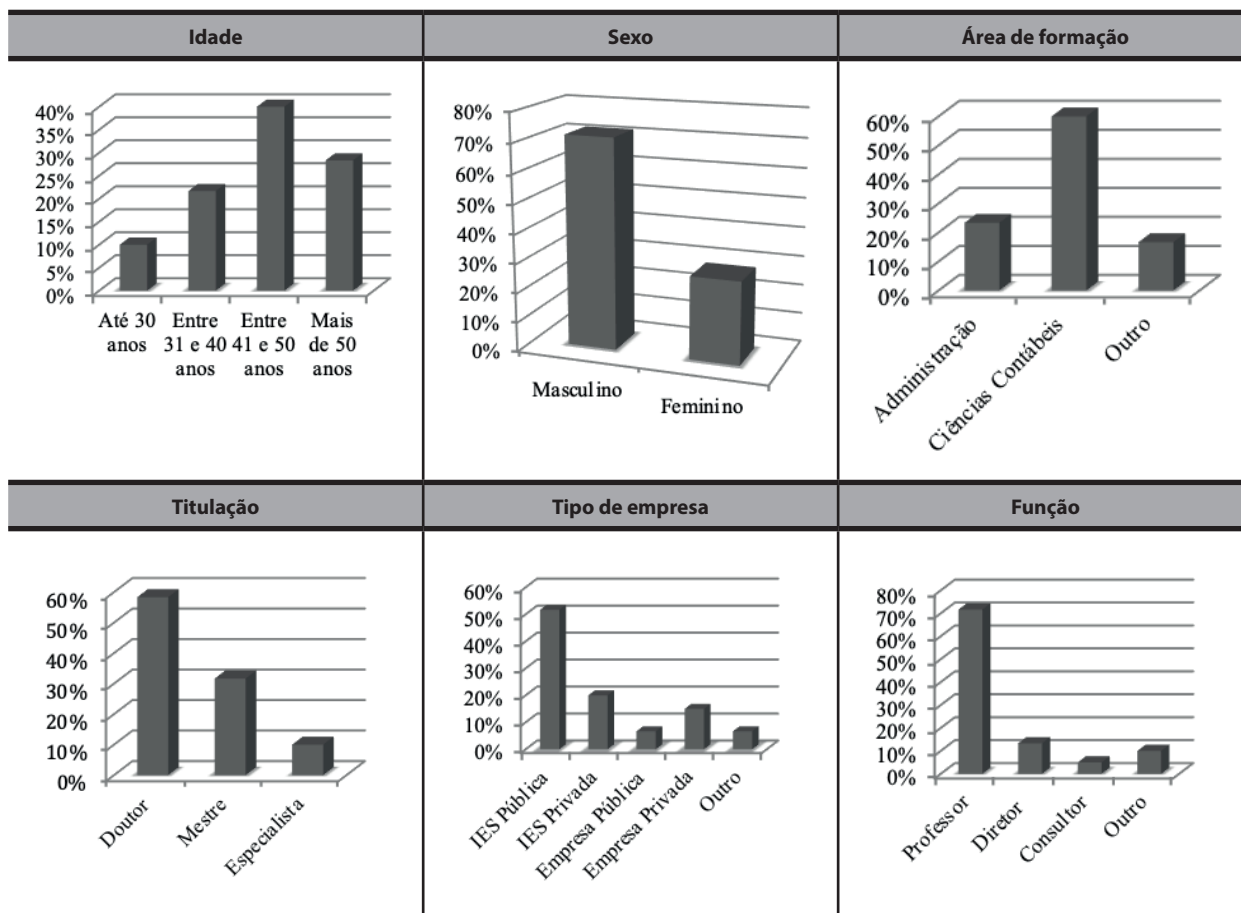 Idade
Sexo
Área de formação
40%
35%
30%
25%
20%
15%
10%
5%
0%
Até 30
anos
Entre
31 e 40
anos
Entre
41 e 50
anos
Mais
de 50
anos
80%
70%
60%
50%
40%
30%
20%
10%
0%
Masculino
Feminino
60%
50%
40%
30%
20%
10%
0%
Administração
Ciências Contábeis
Outro
Titulação
Tipo de empresa
Função
60%
50%
40%
30%
20%
10%
0%
Doutor
Mestre
Especialista
60%
50%
40%
30%
20%
10%
0%
IES Pública
IES Privada
Empresa Pública
Empresa Privada
Outro
80%
70%
60%
50%
40%
30%
20%
10%
0%
Professor
Diretor
Consultor
Outro